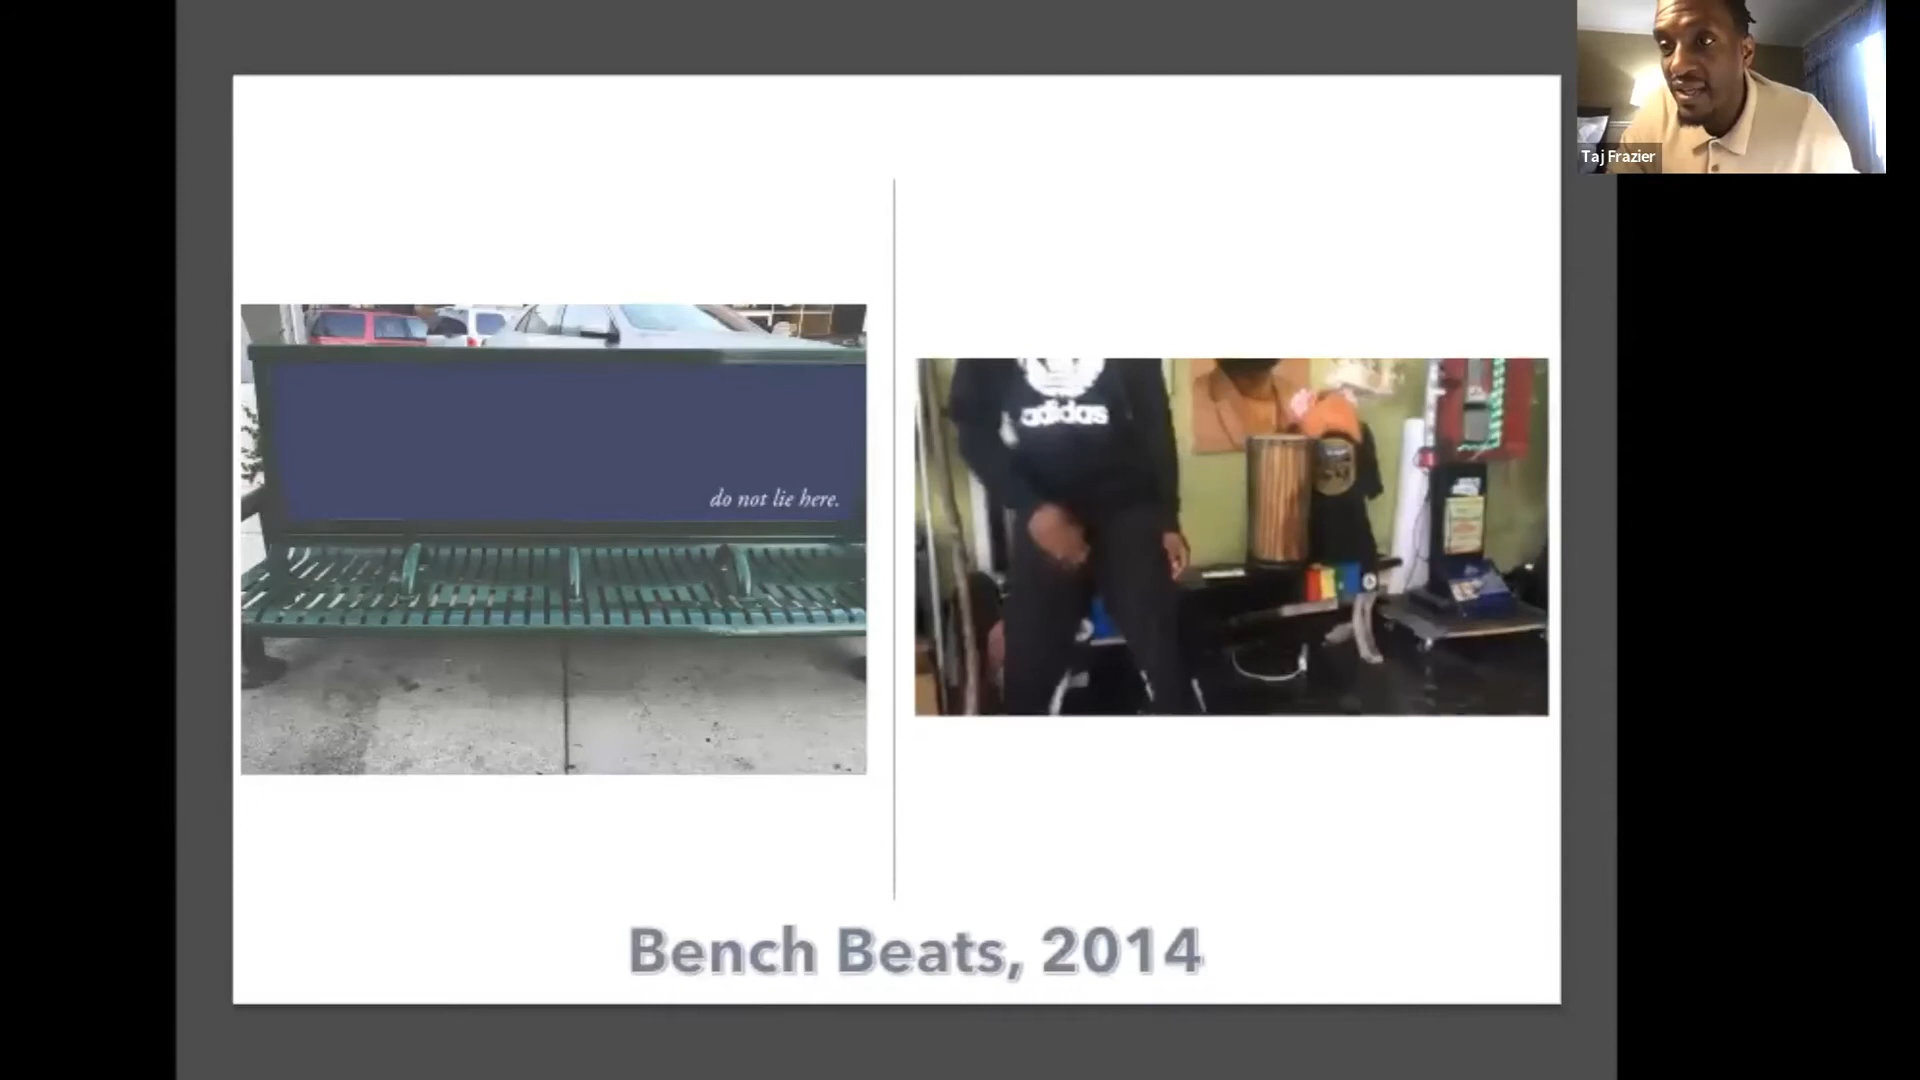 Taj Frazier
do not lie here.
adidas
Bench Beats, 2014